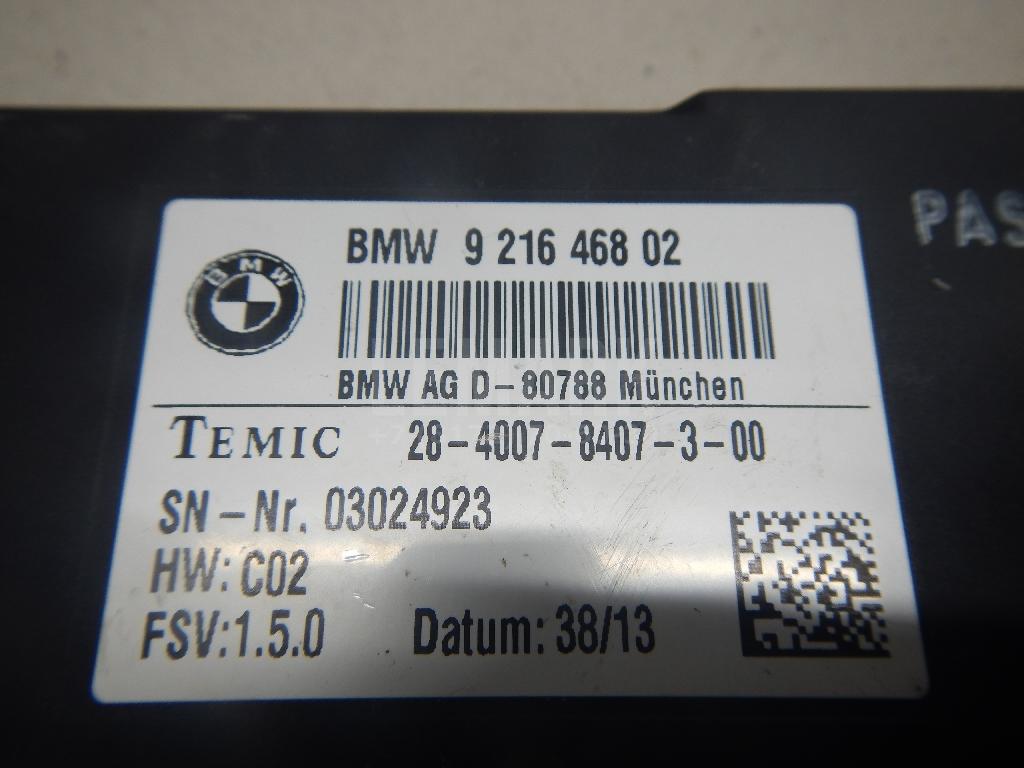 PAS
BMW 9 216 468 02
BMW
BMW AG D-80788 München
TEMIC 28-4007-8407-3-00
SN-Nr. 03024923
HW: C02
FSV:1.5.0 Datum: 38/13